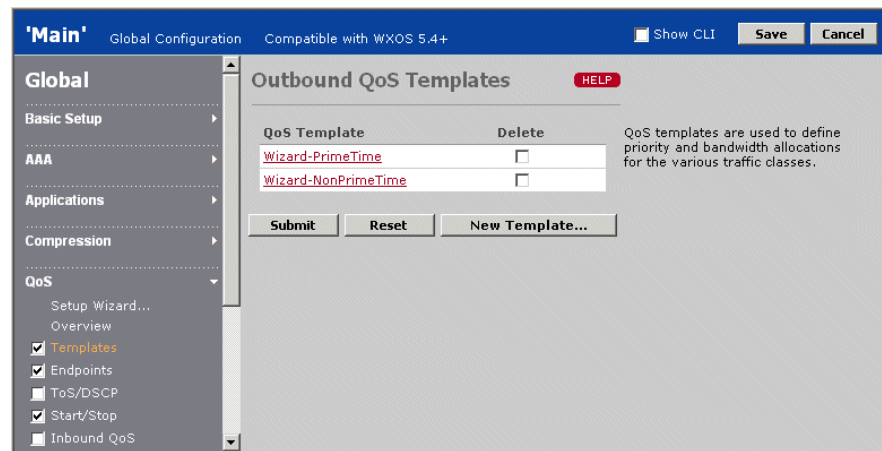 'Main' Global Configuration Compatible with WXOS 5.4+ Show CLI Save Cancel
Global
Basic Setup
AAA
Applications
Compression
QoS
Setup Wizard...
Overview
Templates
Endpoints
ToS/DSCP
Start/Stop
Inbound QoS
Outbound QoS Templates HELP
QoS Template Delete
Wizard-PrimeTime
Wizard-NonPrimeTime
Submit Reset New Template...
QoS templates are used to define
priority and bandwidth allocations
for the various traffic classes.